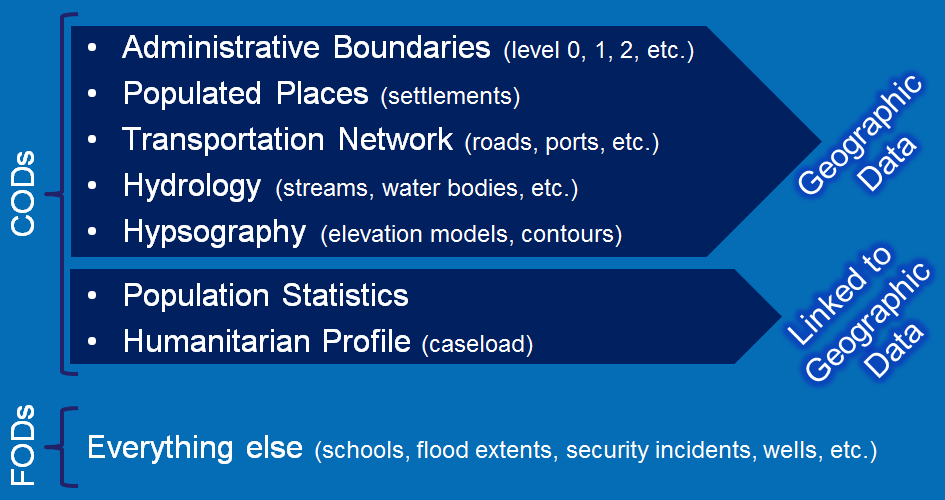 CODs
• Administrative Boundaries (level 0, 1, 2, etc.)
• Populated Places (settlements)
• Transportation Network (roads, ports, etc.)
• Hydrology (streams, water bodies, etc.)
• Hypsography (elevation models, contours)
Geographic
Data
• Population Statistics
• Humanitarian Profile (caseload)
Linked to
Geographic
Data
FODs
Everything else (schools, flood extents, security incidents, wells, etc.)